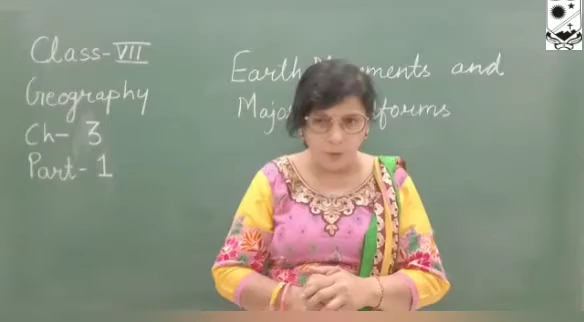 Class-VII
Geography
Ch- 3
Part-1
Earth and
Major